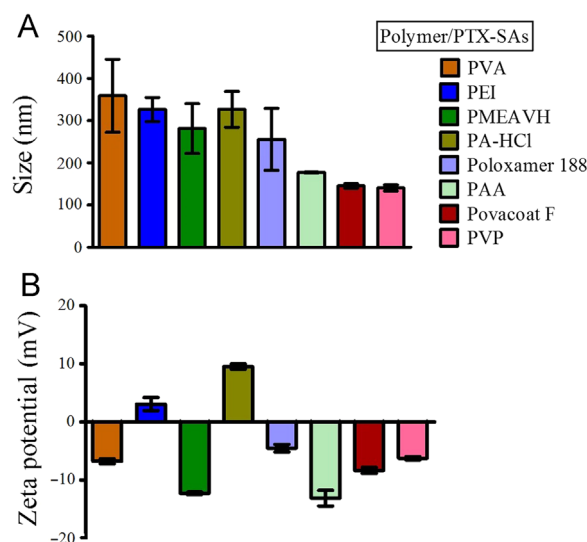 A
Polymer/PTX-SAs
Size (nm)
500
400
300
200
100
0
PVA
PEI
PMEAVH
PA-HCl
Poloxamer 188
PAA
Povacoat F
PVP
B
Zeta potential (mV)
20
10
0
−10
−20